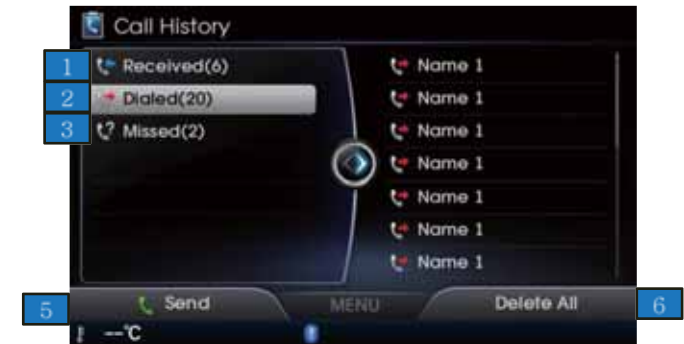 Call History
1 Received(6)
2 Dialed(20)
3 Missed(2)
Name 1
Name 1
Name 1
Name 1
Name 1
Name 1
Name 1
5 Send
MENU
Delete All 6
--°C